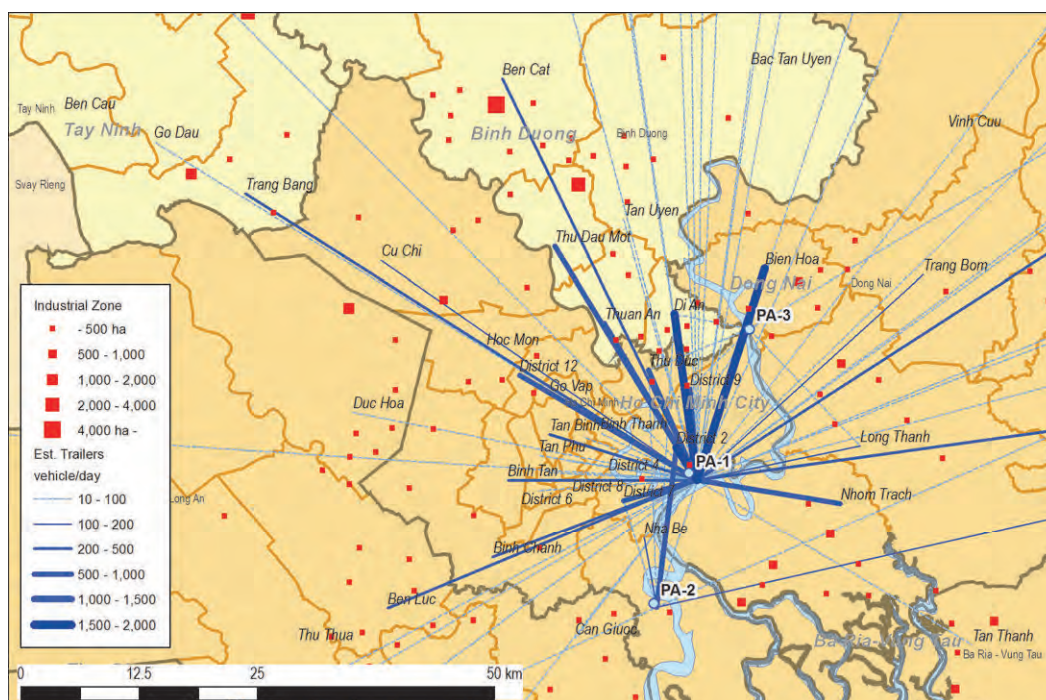 Ben Cat
Bac Tan Uyen
Ben Cau
Tay Ninh
Tay Ninh
Go Dau
Binh Duong
Binh Duong
Vinh Cuu
Svay Rieng
Trang Bang
Tan Uyen
Thu Dau Mot
Cu Chi
Bien Hoa
Trang Bom
Dong Nai
Dong Nai
Industrial Zone
- 500 ha
500 - 1,000
1,000 - 2,000
2,000 - 4,000
4,000 ha -
Est. Trailers
vehicle/day
10 - 100
100 - 200
200 - 500
500 - 1,000
1,000 - 1,500
1,500 - 2,000
Di An
Thuan An
PA-3
Hoc Mon
District 12
Thu Duc
Go Vap
District 9
Ho Chi Minh City
Duc Hoa
Tan Binh
Binh Thanh
District 2
Tan Phu
Long Thanh
Binh Tan
District 4
PA-1
District 8
District 6
District
Nhom Trach
Long An
Nha Be
Binh Chanh
Ben Luc
PA-2
Thu Thua
Can Giuoc
Ba Ria-Vung Tau
Tan Thanh
Ba Ria - Vung Tau
0 12.5 25 50 km